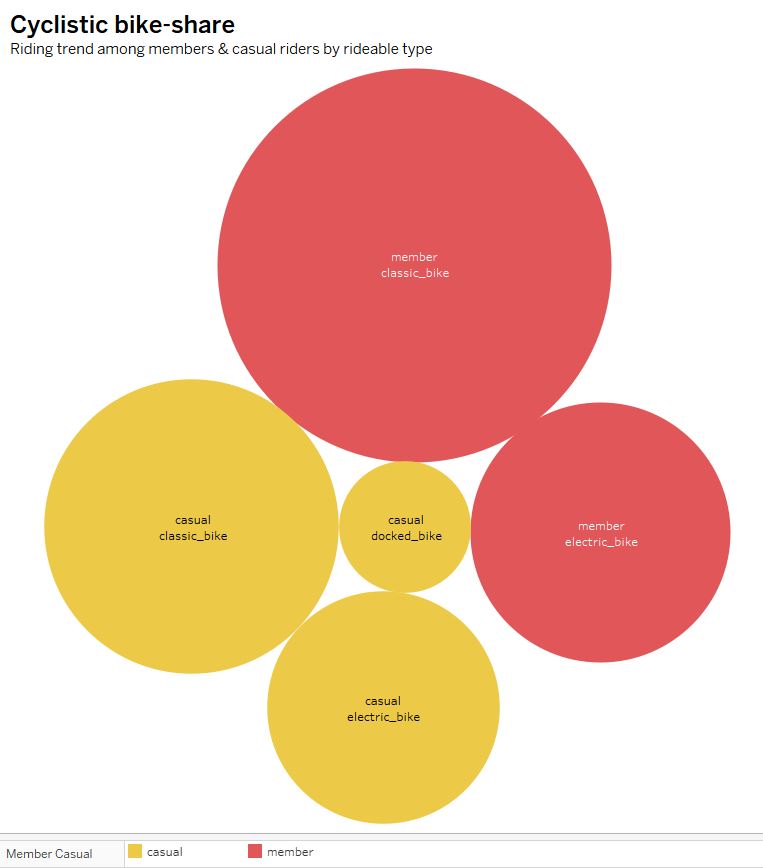 Cyclistic bike-share
Riding trend among members & casual riders by rideable type
member
classic_bike
casual
classic_bike
casual
docked_bike
member
electric_bike
casual
electric_bike
Member Casual
casual
member